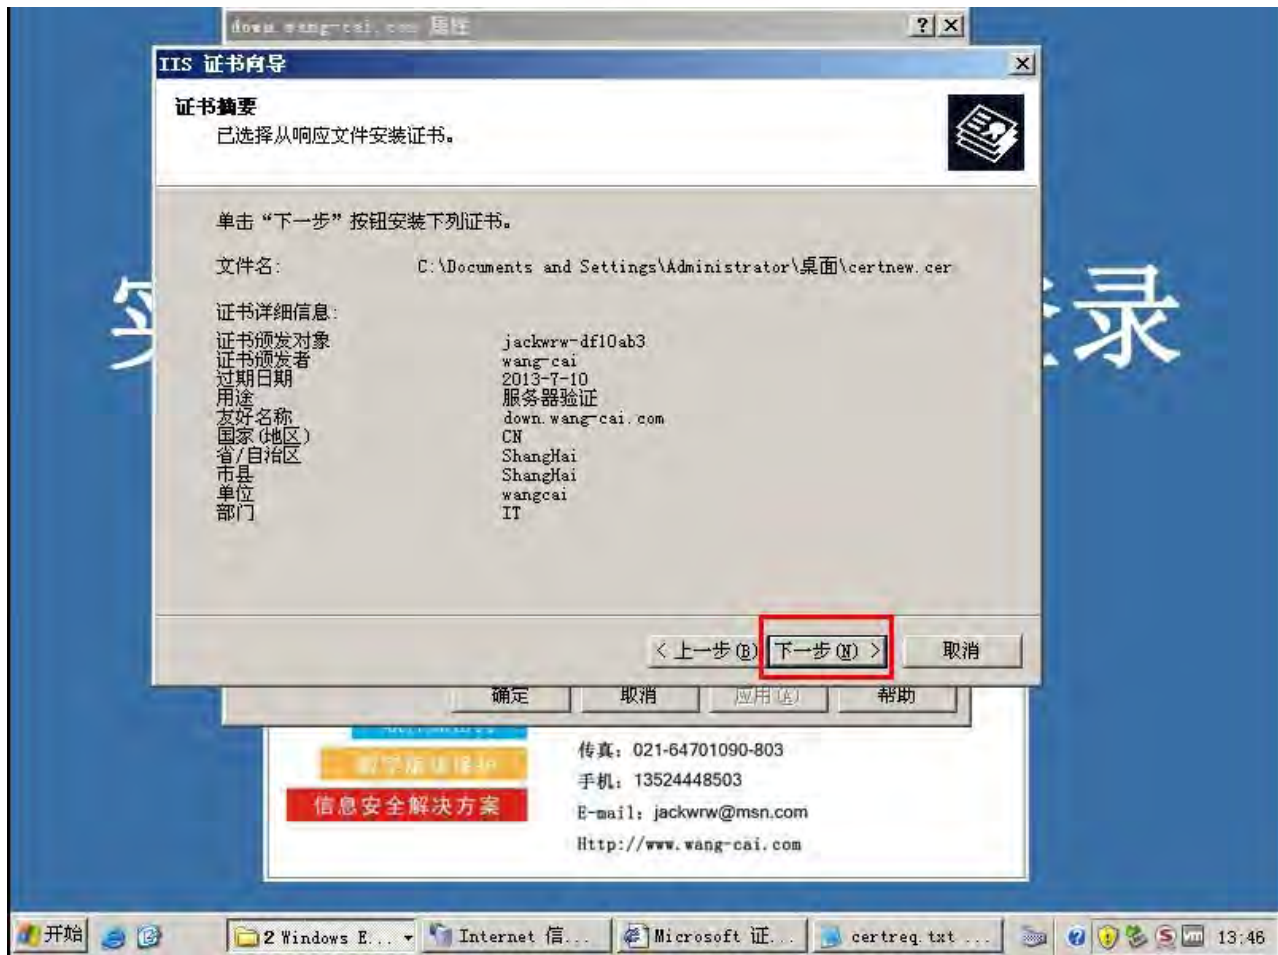 down.wang-cai.com 属性
IIS 证书向导
证书摘要
已选择从响应文件安装证书。
单击“下一步”按钮安装下列证书。
文件名: C:\Documents and Settings\Administrator\桌面\certnew.cer
证书详细信息:
证书颁发对象 jackwrw-df10ab3
证书颁发者 wang-cai
过期日期 2013-7-10
用途 服务器验证
友好名称 down.wang-cai.com
国家(地区) CN
省/自治区 ShangHai
市县 ShangHai
单位 wangcai
部门 IT
录
< 上一步(B) 下一步(N) > 取消
确定 取消 应用(A) 帮助
传真：021-64701090-803
手机：13524448503
信息安全解决方案
E-mail：jackwrw@msn.com
Http://www.wang-cai.com
开始 2 Windows E... Internet 信... Microsoft 证... certreq.txt ... 13:46